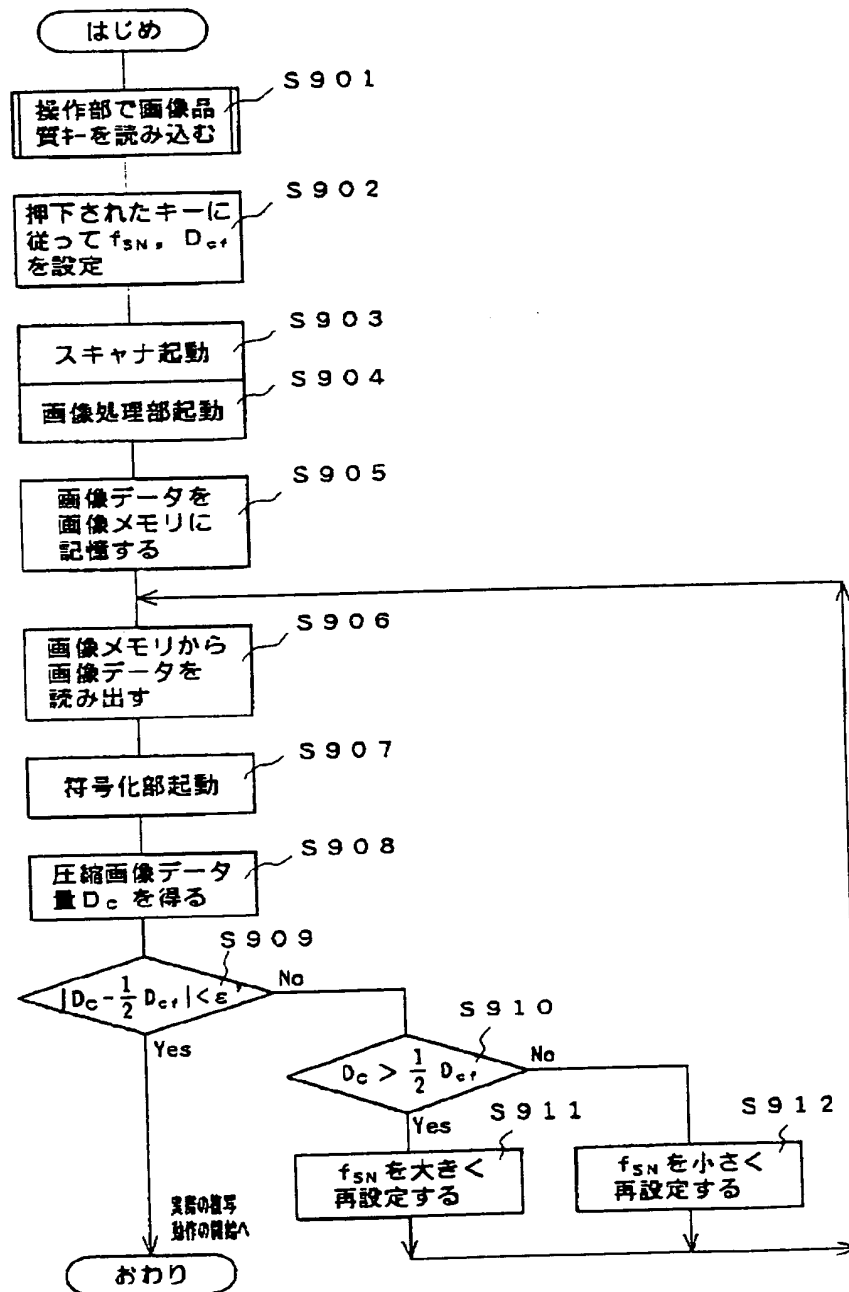 はじめ
S901
操作部で画像品
質キーを読み込む
S902
押下されたキーに
従って fSN, Dcf
を設定
S903
スキャナ起動
S904
画像処理部起動
S905
画像データを
画像メモリに
記憶する
S906
画像メモリから
画像データを
読み出す
S907
符号化部起動
S908
圧縮画像データ
量Dcを得る
S909
|Dc-1/2 Dcf|<ε'
No
Yes
S910
Dc > 1/2 Dcf
No
Yes
S911
fSNを大きく
再設定する
S912
fSNを小さく
再設定する
実際の複写
動作の開始へ
おわり